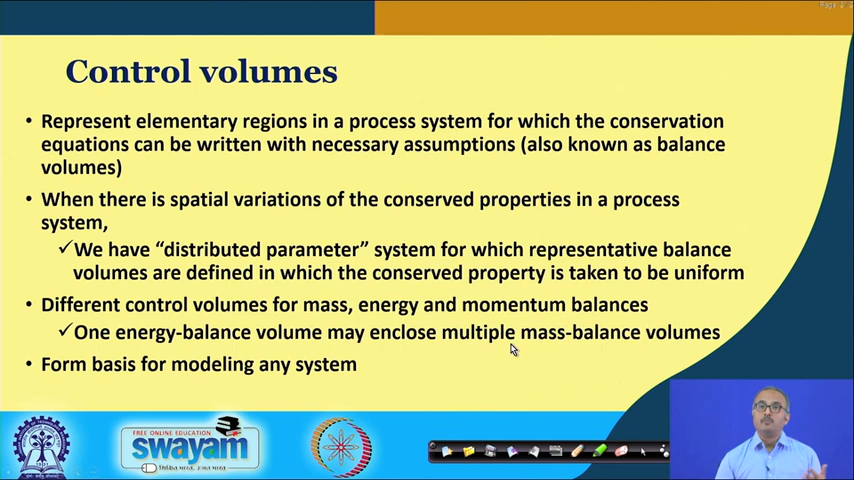 Control volumes
• Represent elementary regions in a process system for which the conservation
equations can be written with necessary assumptions (also known as balance
volumes)
• When there is spatial variations of the conserved properties in a process
system,
✓We have “distributed parameter” system for which representative balance
volumes are defined in which the conserved property is taken to be uniform
• Different control volumes for mass, energy and momentum balances
✓One energy-balance volume may enclose multiple mass-balance volumes
• Form basis for modeling any system
FREE ONLINE EDUCATION
swayam